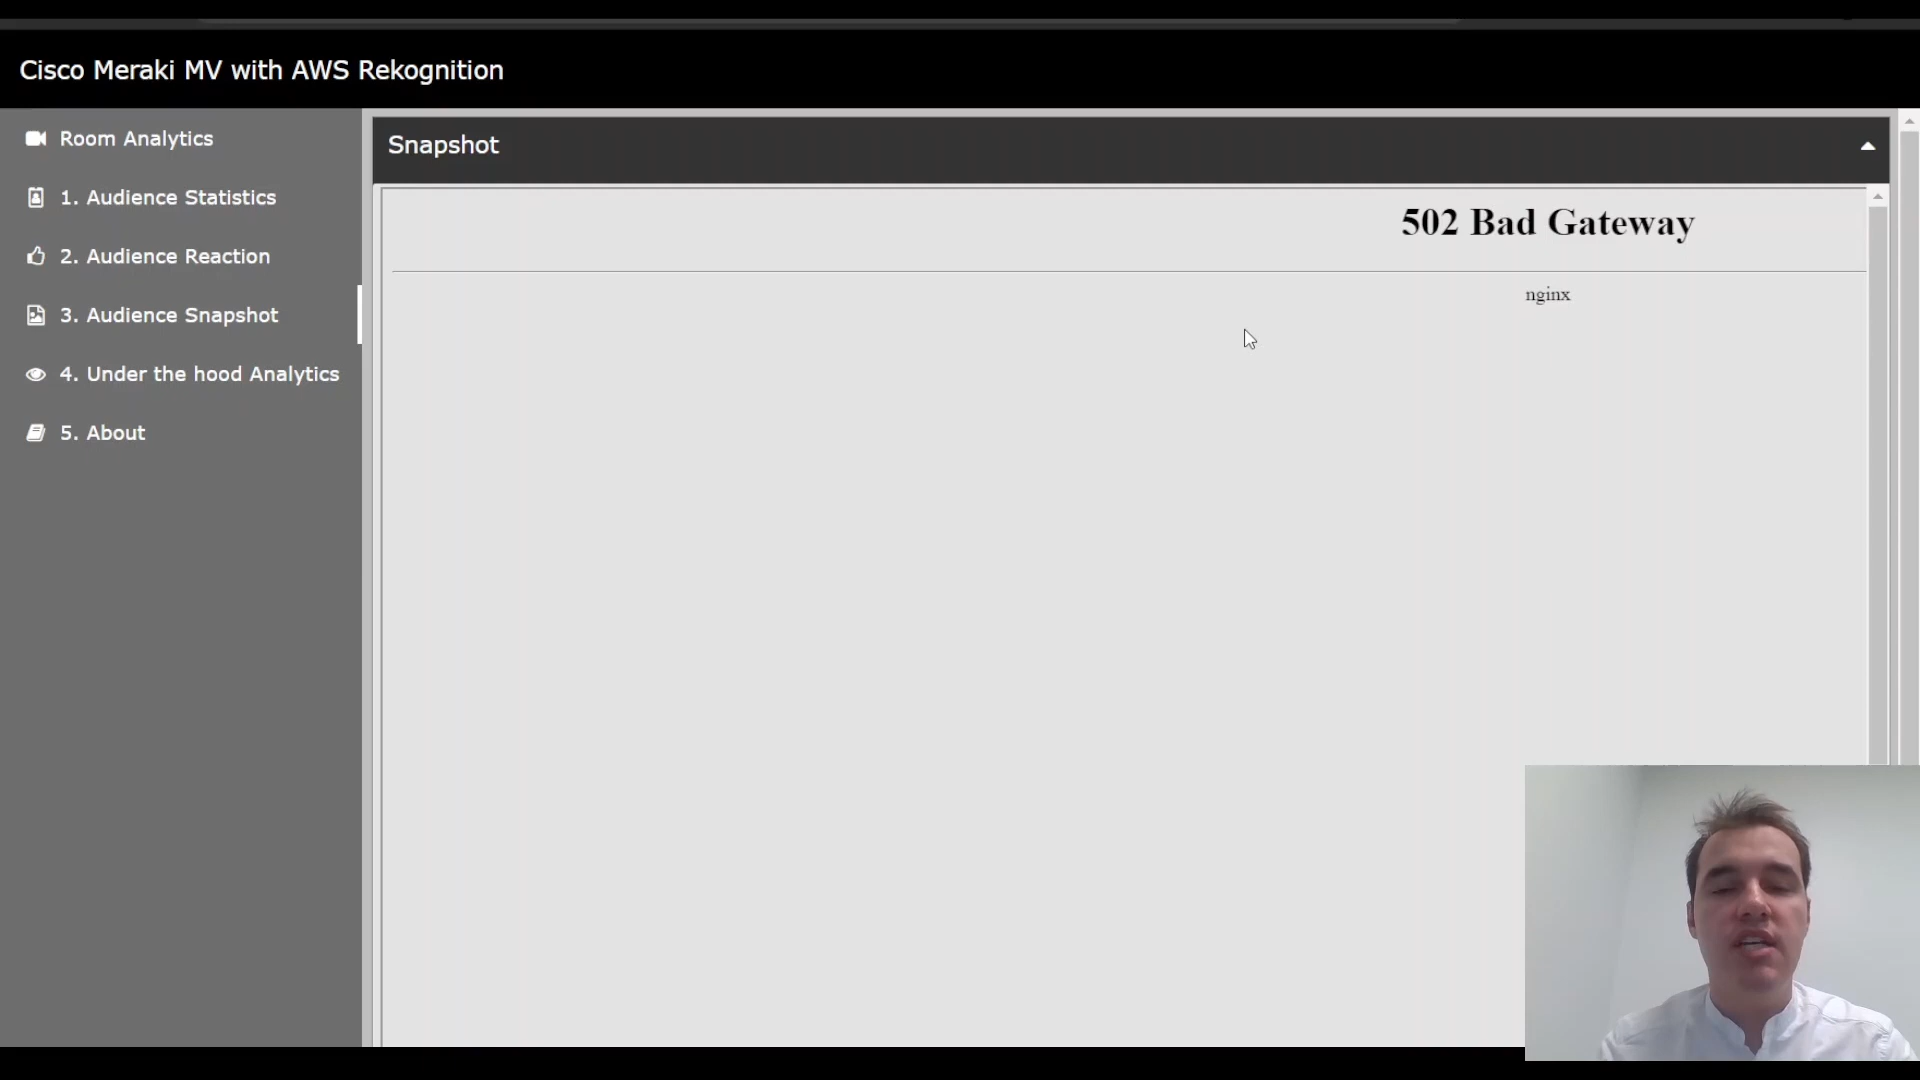 Cisco Meraki MV with AWS Rekognition
Room Analytics
1. Audience Statistics
2. Audience Reaction
3. Audience Snapshot
4. Under the hood Analytics
5. About
Snapshot
502 Bad Gateway
nginx